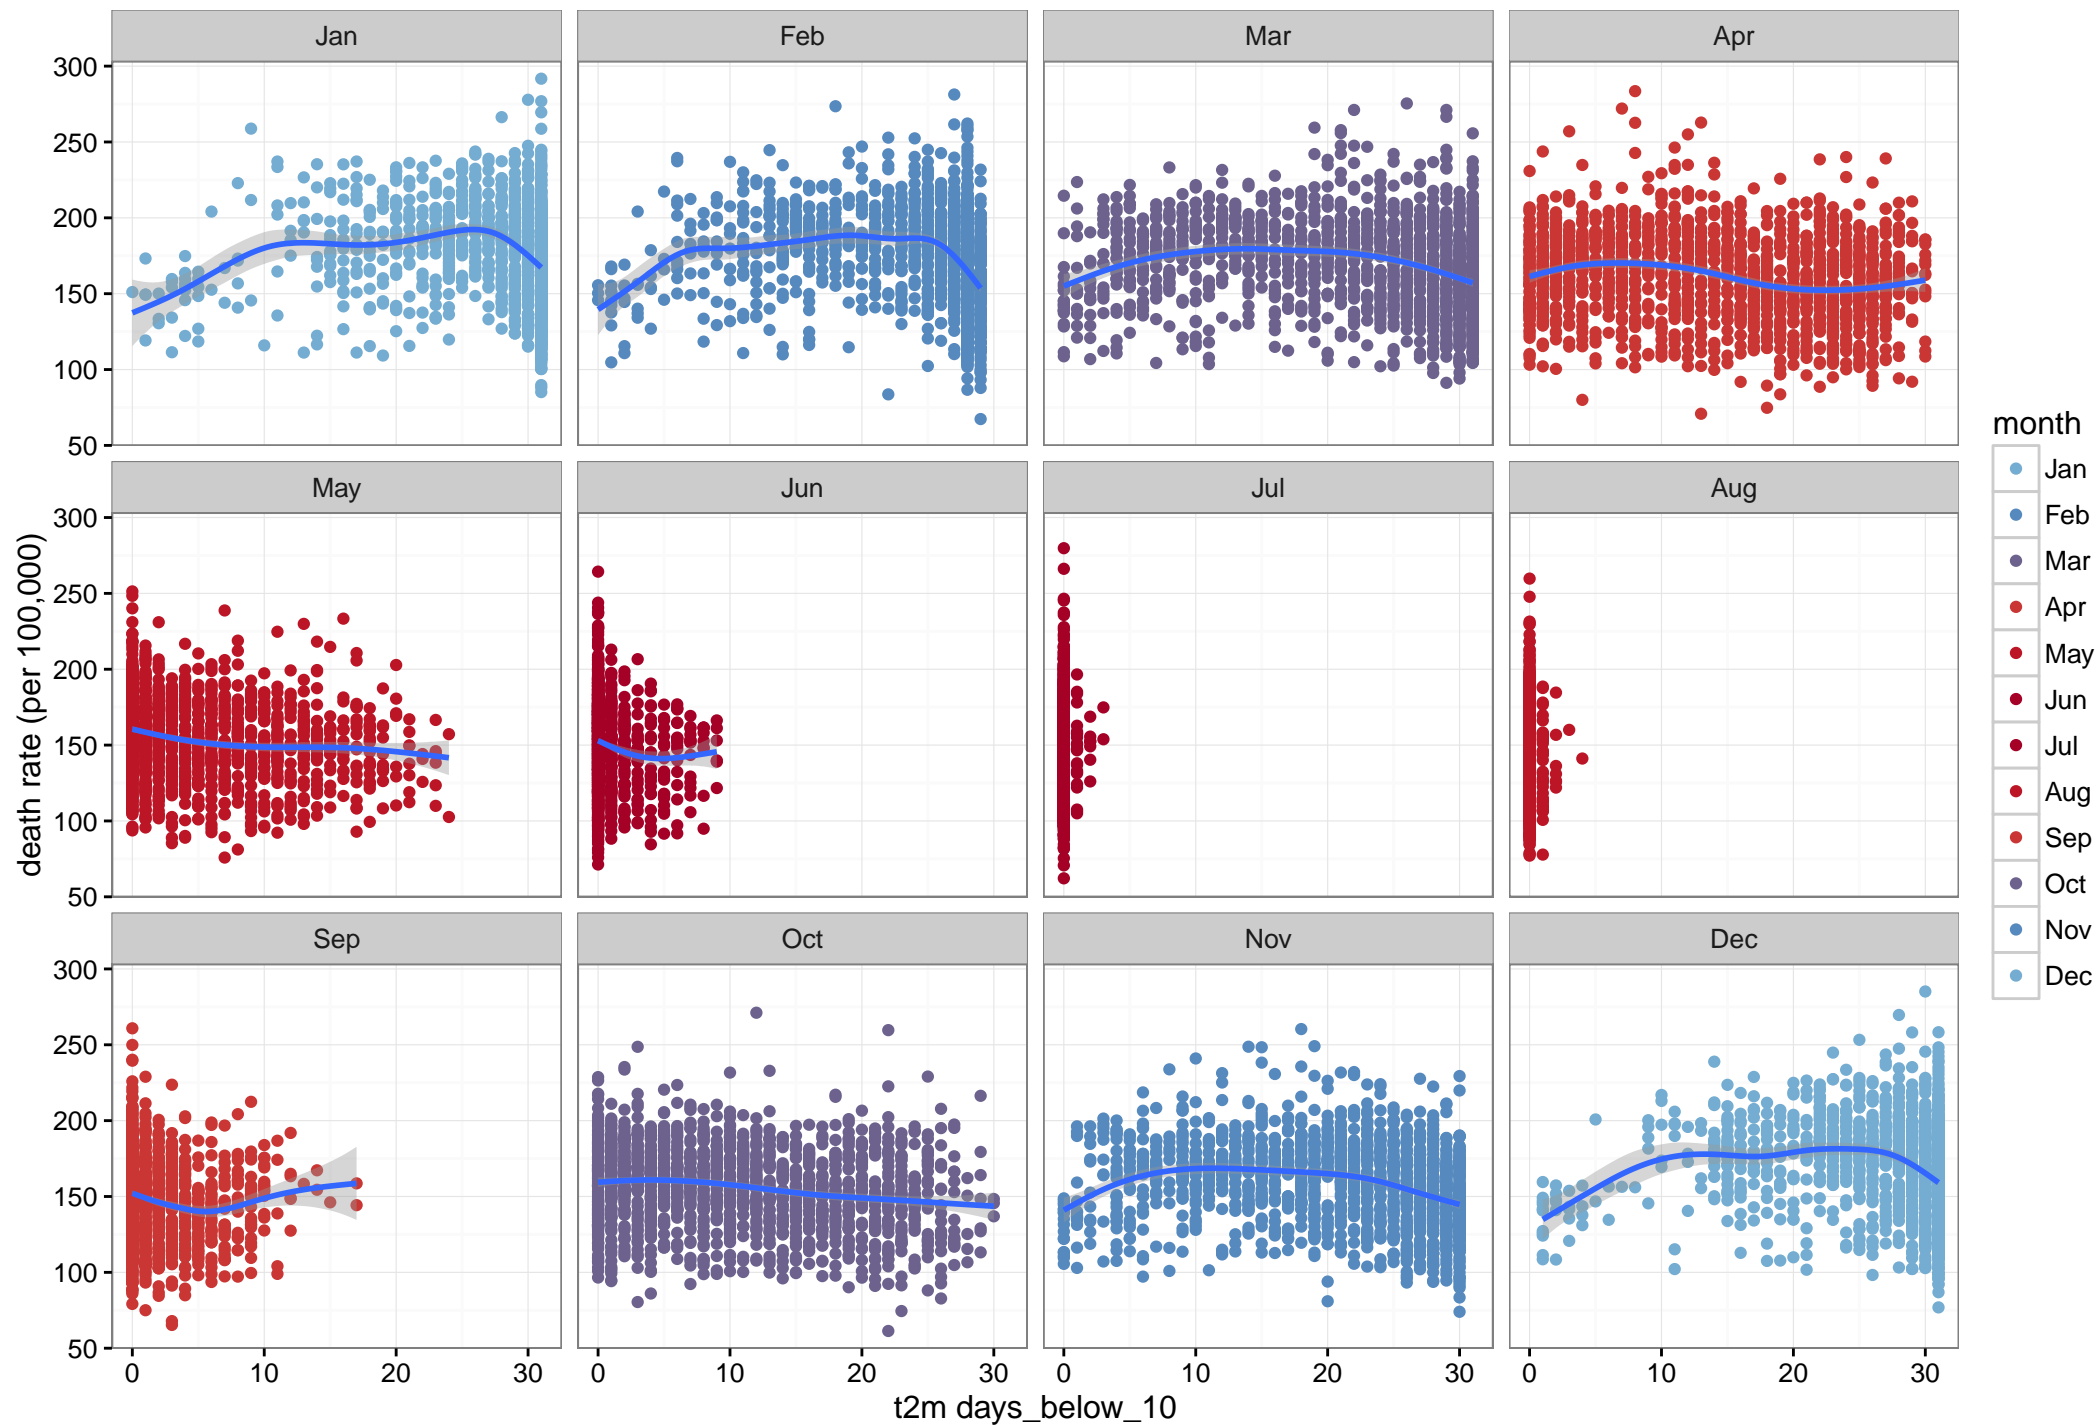 Jan Feb Mar Apr
300
250
200
150
100
50
May Jun Jul Aug
300
250
200
150
100
50
death rate (per 100,000)
Sep Oct Nov Dec
300
250
200
150
100
50
0 10 20 30 0 10 20 30 0 10 20 30 0 10 20 30
t2m days_below_10
month
Jan
Feb
Mar
Apr
May
Jun
Jul
Aug
Sep
Oct
Nov
Dec